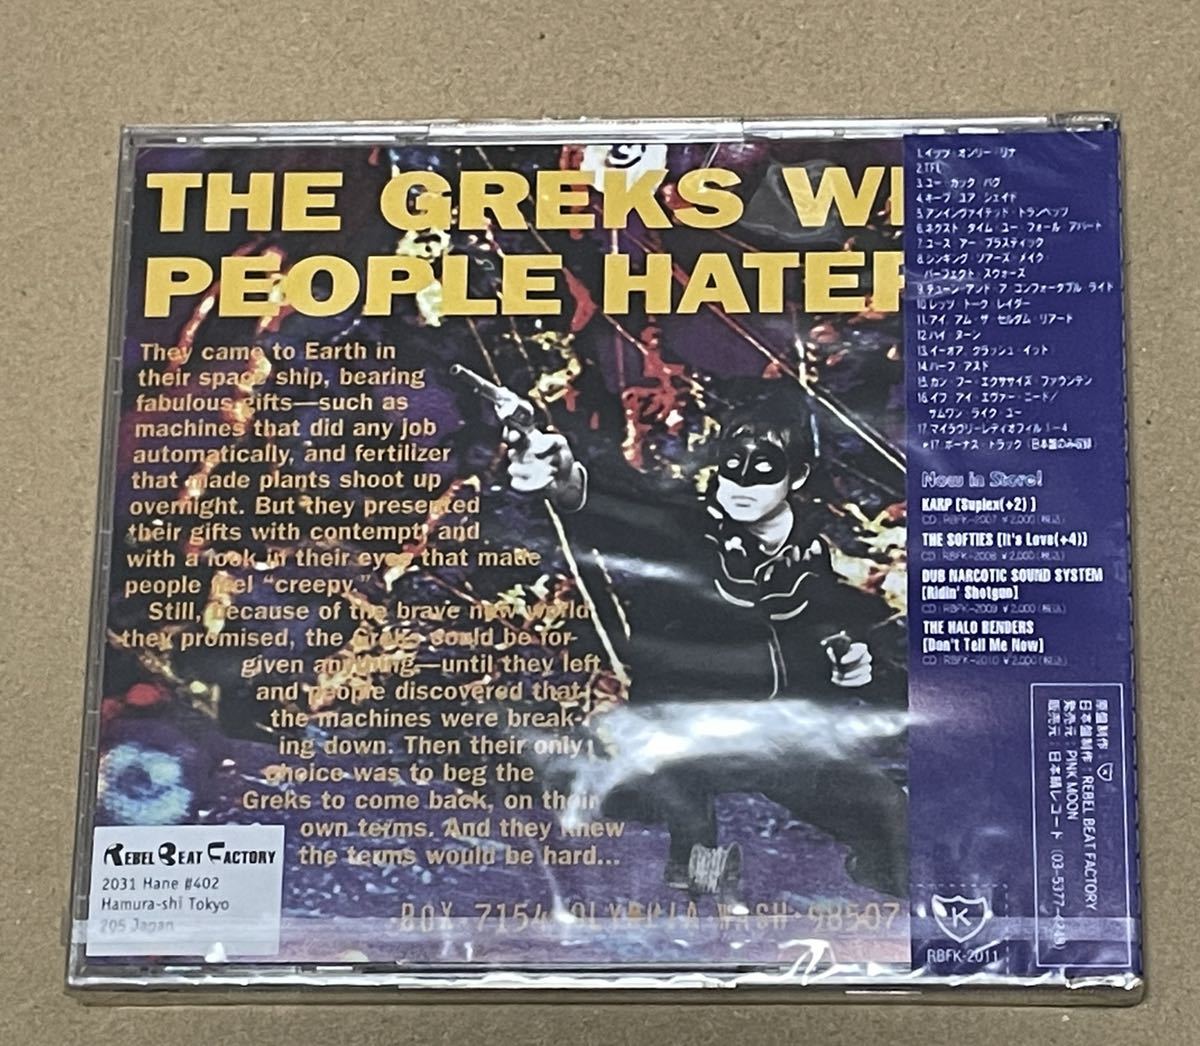 THE GREKS
PEOPLE HATE
They came to Earth in
their space ship, bearing
fabulous gifts—such as
machines that did any job
automatically, and fertilizer
that made plants shoot up
overnight. But they presented
their gifts with contempt and
with a look in their eyes that made
people feel “creepy.”
Still, because of the brave new world
they promised, the Greks could be for-
given anything—until they left
and people discovered that
the machines were break-
ing down. Then their only
choice was to beg the
Greks to come back, on their
own terms. And they knew
the terms would be hard...
BOX 7154 OLYMPIA WASH 98507
REBEL BEAT FACTORY
2031 Hane #402
Hamura-shi Tokyo
205 Japan
1.イッツ オンリー リナ
2.TFL
3.ユー カック バグ
4.キープ ユア シェイド
5.アンインヴァイテッド トランペッツ
6.ネクスト タイム ユー フォール アパート
7.ユース アー プラスティック
8.シンキング ソアーズ メイク
パーフェクト スウォーズ
9.テューン アンド ア コンフォータブル ライド
10.レッツ トーク レイダー
11.アイ アム ザ セルダム リアード
12.ハイ ヌーン
13.イーオア クラッシュ イット
14.ハーフ アスド
15.カン フー エクササイズ ファウンテン
16.イフ アイ エヴァー ニード/
サムワン ライク ユー
17.マイラヴリーレディオフィル 1-4
*17. ボーナス トラック (日本盤のみ収録)
Now in Store!
KARP [Suplex(+2) ]
CD RBFK-2007 ¥2,000(税込)
THE SOFTIES [It's Love(+4)]
CD RBFK-2008 ¥2,000(税込)
DUB NARCOTIC SOUND SYSTEM
[Ridin' Shotgun]
CD RBFK-2009 ¥2,000(税込)
THE HALO BENDERS
[Don't Tell Me Now]
CD RBFK-2010 ¥2,000(税込)
原盤制作:K
日本盤制作:REBEL BEAT FACTORY
発売元:PINK MOON
販売元:日本レコード (03-5377-4248)
K
RBFK-2011